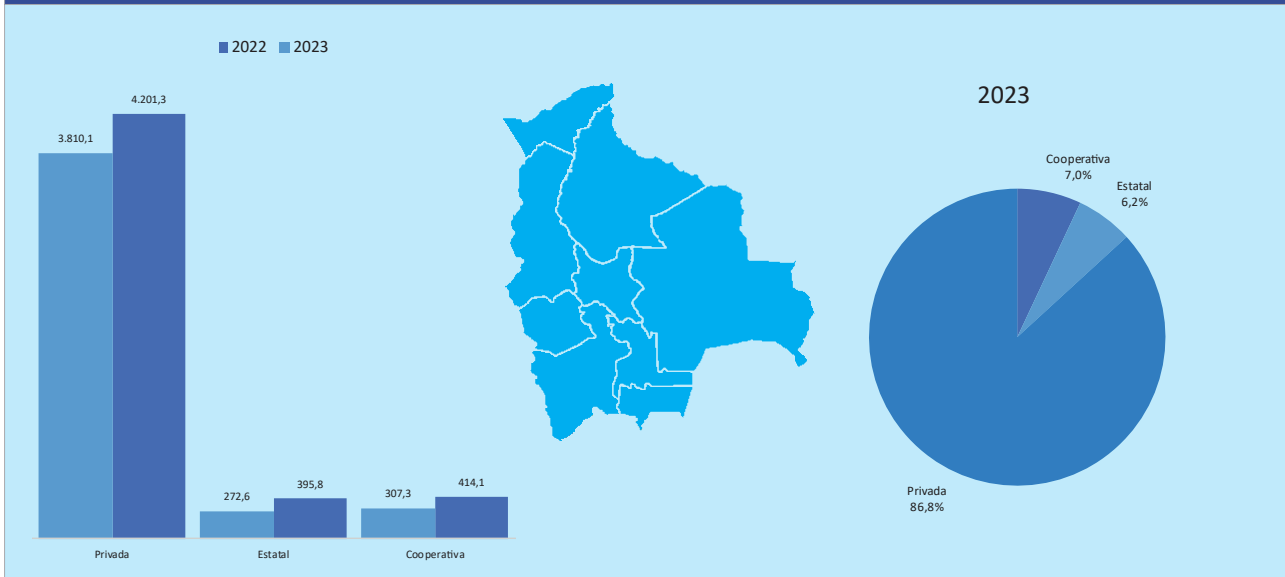 2022 2023
4.201,3
3.810,1
272,6
395,8
307,3
414,1
Privada
Estatal
Cooperativa
2023
Cooperativa
7,0%
Estatal
6,2%
Privada
86,8%